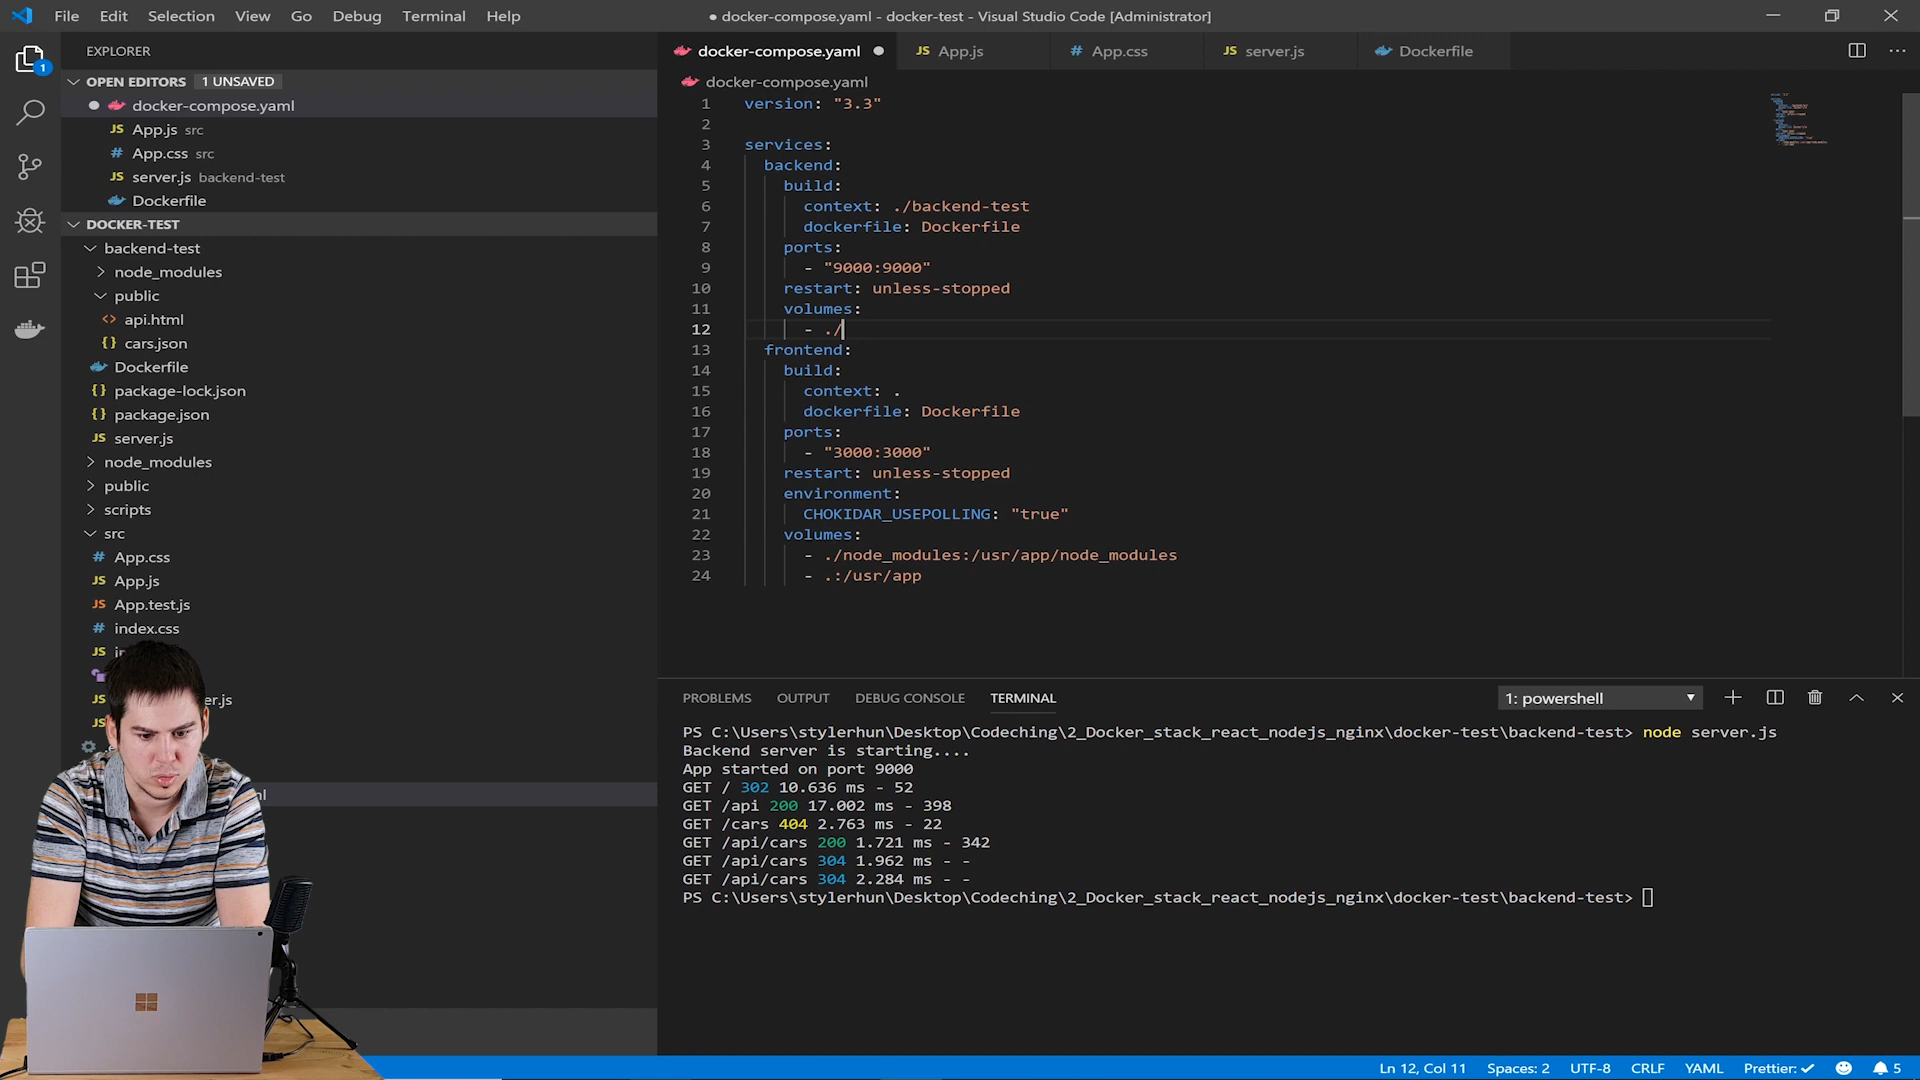 File Edit Selection View Go Debug Terminal Help
● docker-compose.yaml - docker-test - Visual Studio Code [Administrator]
EXPLORER
OPEN EDITORS 1 UNSAVED
docker-compose.yaml
App.js src
App.css src
server.js backend-test
Dockerfile
DOCKER-TEST
backend-test
node_modules
public
api.html
cars.json
Dockerfile
package-lock.json
package.json
server.js
node_modules
public
scripts
src
App.css
App.js
App.test.js
index.css
docker-compose.yaml App.js App.css server.js Dockerfile
docker-compose.yaml
1 version: "3.3"
2
3 services:
4 backend:
5 build:
6 context: ./backend-test
7 dockerfile: Dockerfile
8 ports:
9 - "9000:9000"
10 restart: unless-stopped
11 volumes:
12 - ./
13 frontend:
14 build:
15 context: .
16 dockerfile: Dockerfile
17 ports:
18 - "3000:3000"
19 restart: unless-stopped
20 environment:
21 CHOKIDAR_USEPOLLING: "true"
22 volumes:
23 - ./node_modules:/usr/app/node_modules
24 - .:/usr/app
PROBLEMS OUTPUT DEBUG CONSOLE TERMINAL 1: powershell
PS C:\Users\stylerhun\Desktop\Codeching\2_Docker_stack_react_nodejs_nginx\docker-test\backend-test> node server.js
Backend server is starting....
App started on port 9000
GET / 302 10.636 ms - 52
GET /api 200 17.002 ms - 398
GET /cars 404 2.763 ms - 22
GET /api/cars 200 1.721 ms - 342
GET /api/cars 304 1.962 ms - -
GET /api/cars 304 2.284 ms - -
PS C:\Users\stylerhun\Desktop\Codeching\2_Docker_stack_react_nodejs_nginx\docker-test\backend-test>
Ln 12, Col 11 Spaces: 2 UTF-8 CRLF YAML Prettier: ✓ 5